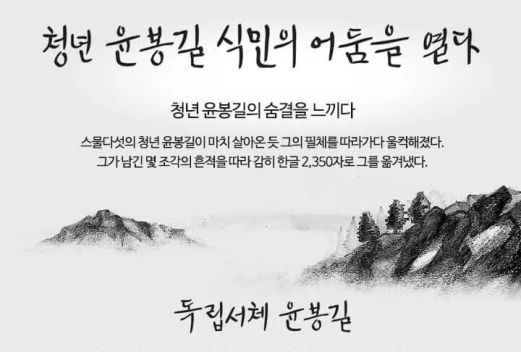 청년 윤봉길 식민의 어둠을 열다
청년 윤봉길의 숨결을 느끼다
스물다섯의 청년 윤봉길이 마치 살아온 듯 그의 필체를 따라가다 울컥해졌다.
그가 남긴 몇 조각의 흔적을 따라 감히 한글 2,350자로 그를 옮겨냈다.
독립서체 윤봉길